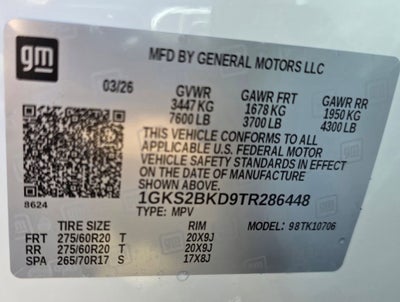 gm
MFD BY GENERAL MOTORS LLC
03/26 GVWR GAWR FRT GAWR RR
3447 KG 1678 KG 1950 KG
7600 LB 3700 LB 4300 LB
THIS VEHICLE CONFORMS TO ALL
APPLICABLE U.S. FEDERAL MOTOR
VEHICLE SAFETY STANDARDS IN EFFECT
ON THE DATE OF MANUFACTURE
SHOWN ABOVE.
8624 1GKS2BKD9TR286448
TYPE: MPV MODEL: 98TK10706
TIRE SIZE RIM
FRT 275/60R20 T 20X9J
RR 275/60R20 T 20X9J
SPA 265/70R17 S 17X8J